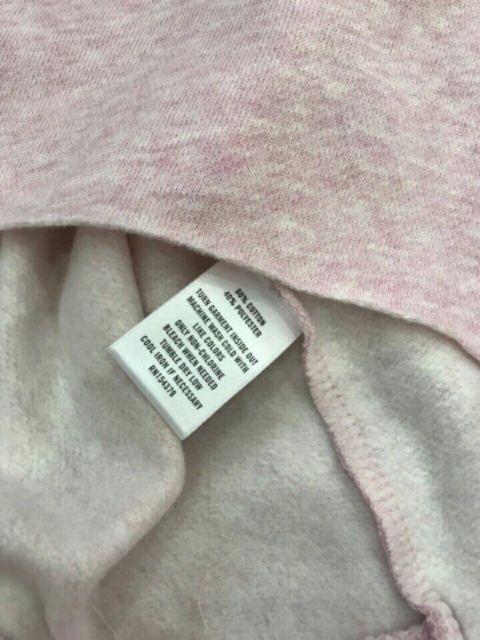 60% COTTON
40% POLYESTER
TURN GARMENT INSIDE OUT
MACHINE WASH COLD WITH
LIKE COLORS
ONLY NON-CHLORINE
BLEACH WHEN NEEDED
TUMBLE DRY LOW
COOL IRON IF NECESSARY
RN154379